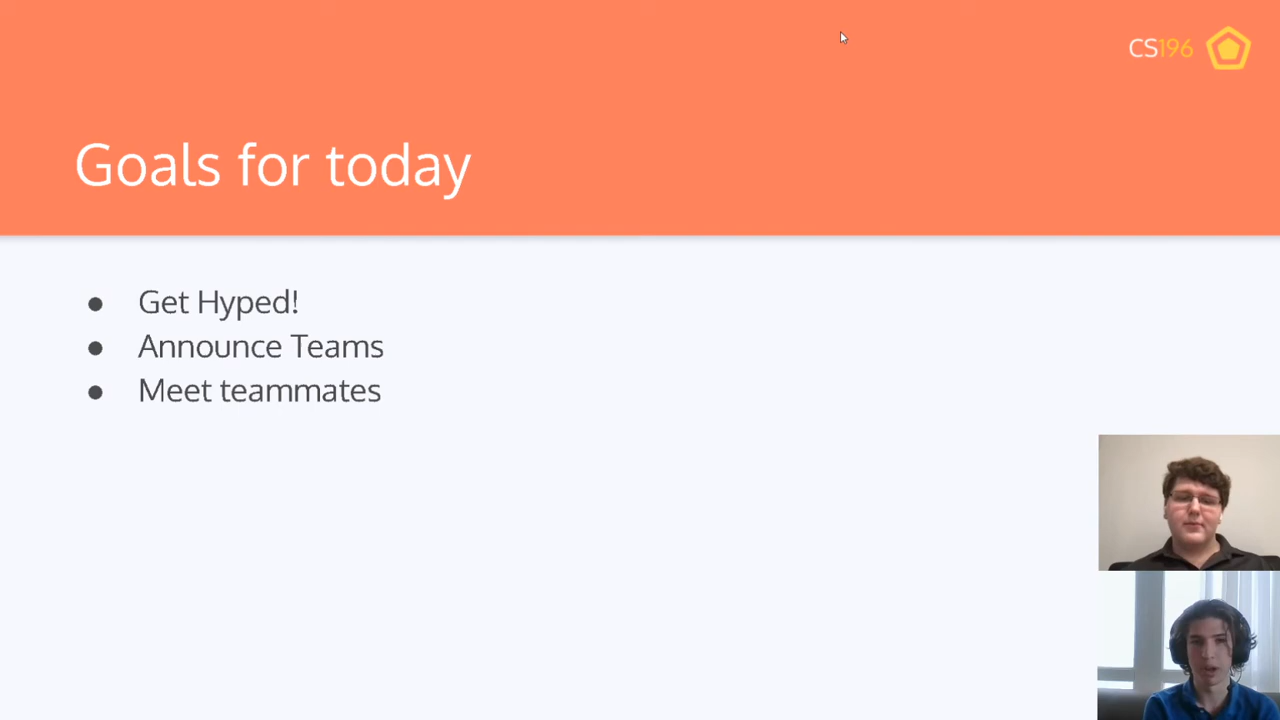 CS196
Goals for today
● Get Hyped!
● Announce Teams
● Meet teammates